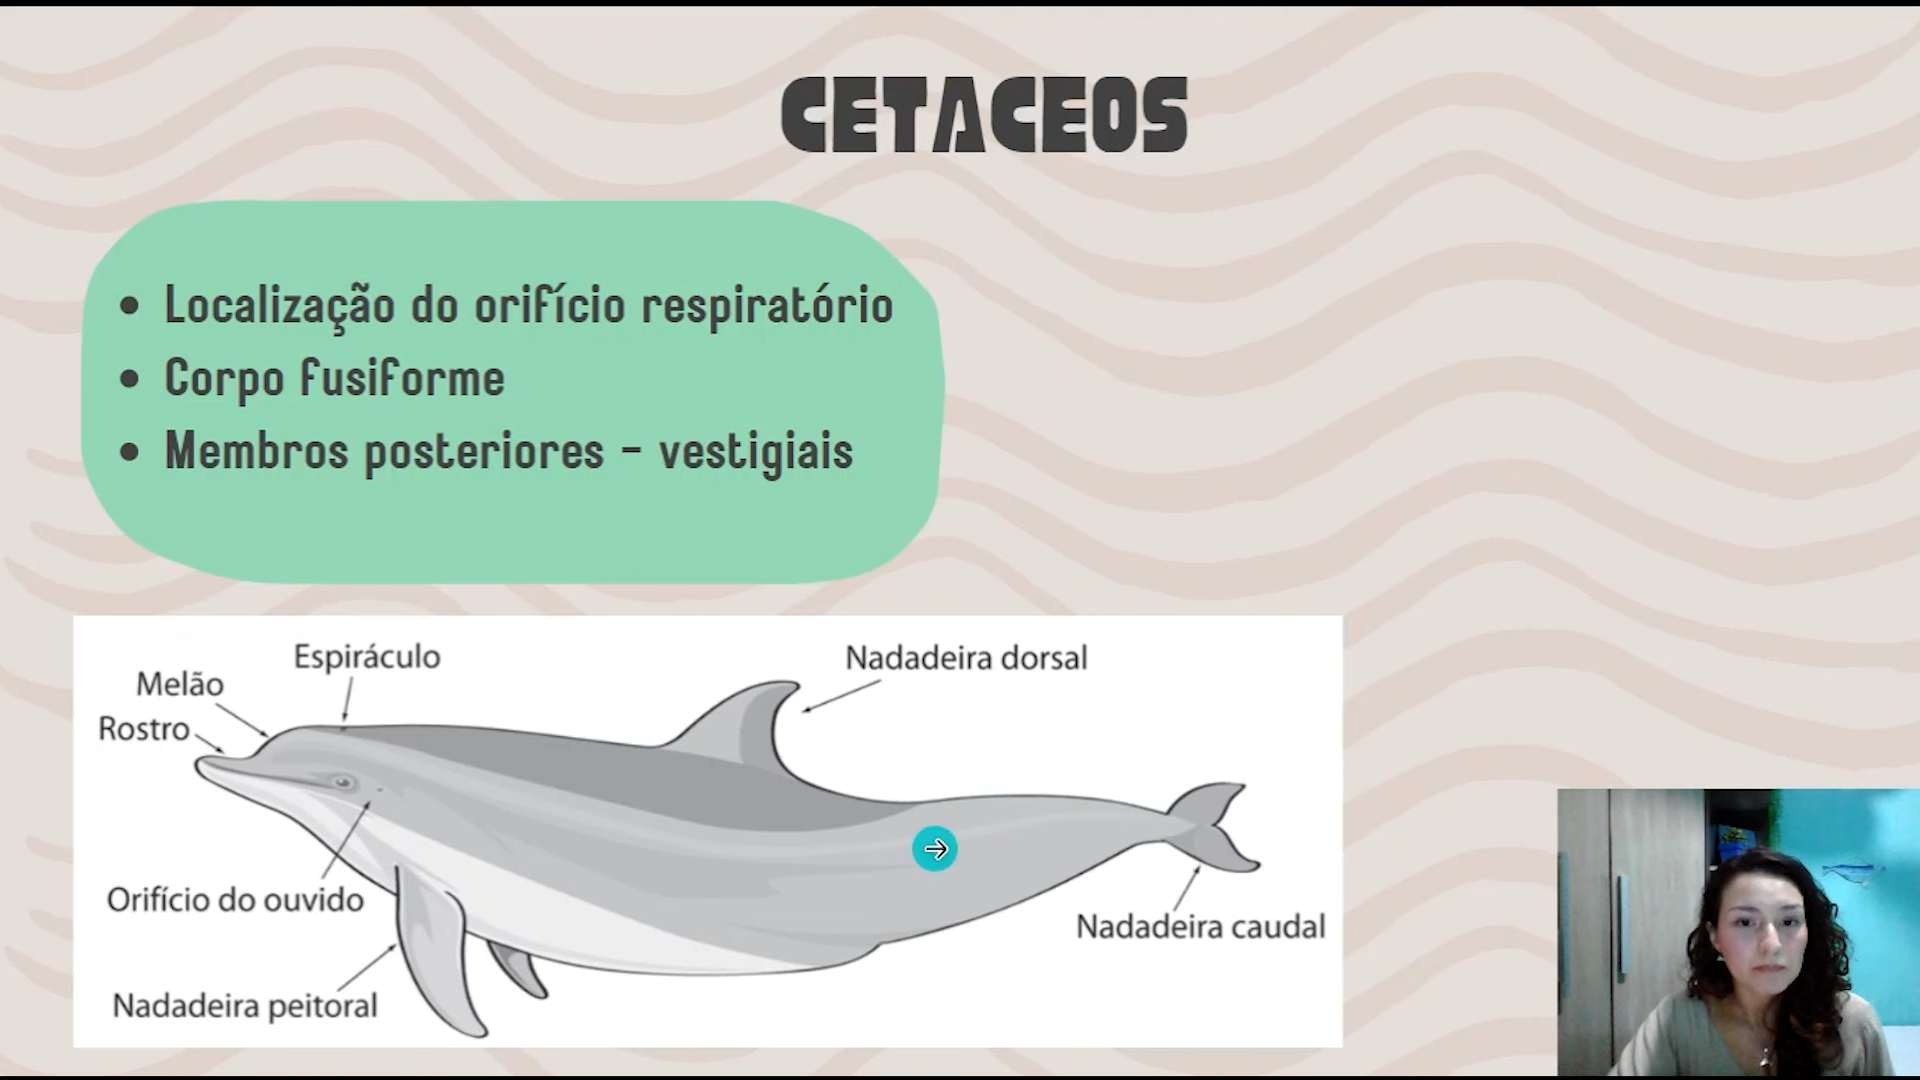 CETACEOS
• Localização do orifício respiratório
• Corpo fusiforme
• Membros posteriores - vestigiais
Espiráculo
Nadadeira dorsal
Melão
Rostro
Orifício do ouvido
Nadadeira caudal
Nadadeira peitoral